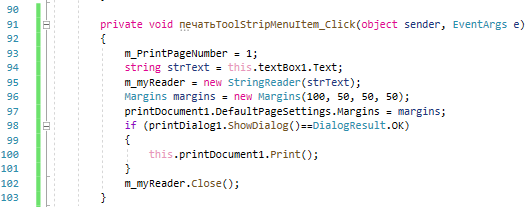 90
91 private void печатьToolStripMenuItem_Click(object sender, EventArgs e)
92 {
93 m_PrintPageNumber = 1;
94 string strText = this.textBox1.Text;
95 m_myReader = new StringReader(strText);
96 Margins margins = new Margins(100, 50, 50, 50);
97 printDocument1.DefaultPageSettings.Margins = margins;
98 if (printDialog1.ShowDialog()==DialogResult.OK)
99 {
100 this.printDocument1.Print();
101 }
102 m_myReader.Close();
103 }